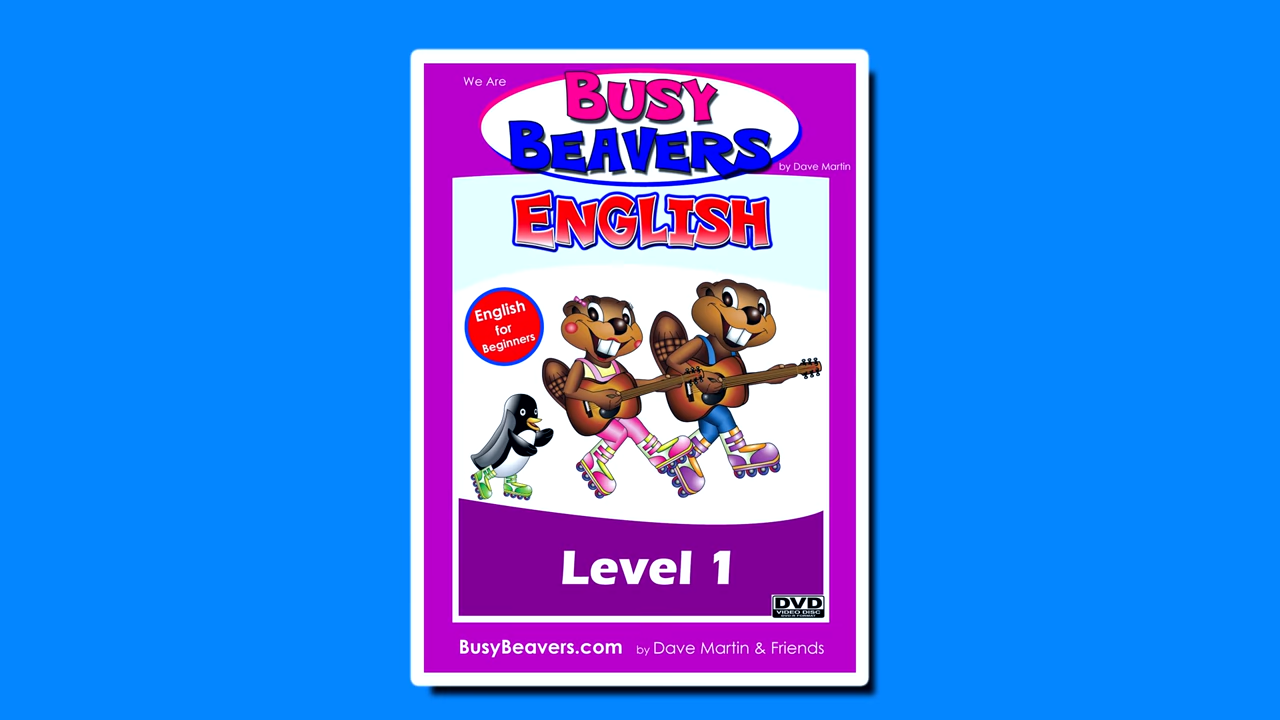 We Are
BUSY
BEAVERS
by Dave Martin
ENGLISH
English
for
Beginners
Level 1
DVD
VIDEO DISC
BusyBeavers.com by Dave Martin & Friends